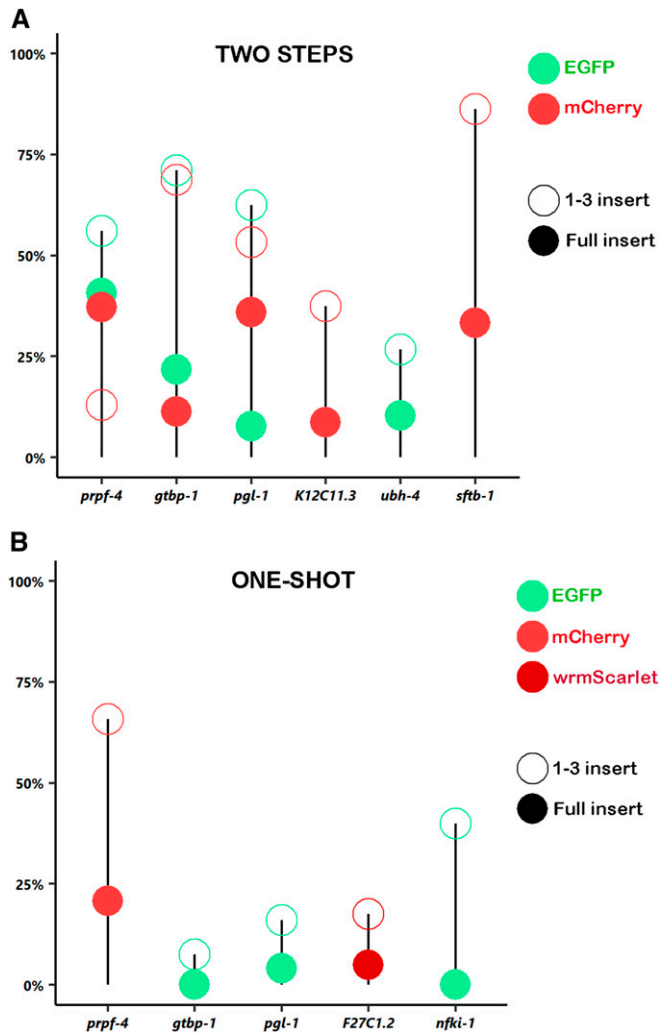 A
TWO STEPS
100%
75%
50%
25%
0%
prpf-4 gtbp-1 pgl-1 K12C11.3 ubh-4 sftb-1
EGFP
mCherry
1-3 insert
Full insert
B
ONE-SHOT
100%
75%
50%
25%
0%
prpf-4 gtbp-1 pgl-1 F27C1.2 nfki-1
EGFP
mCherry
wrmScarlet
1-3 insert
Full insert